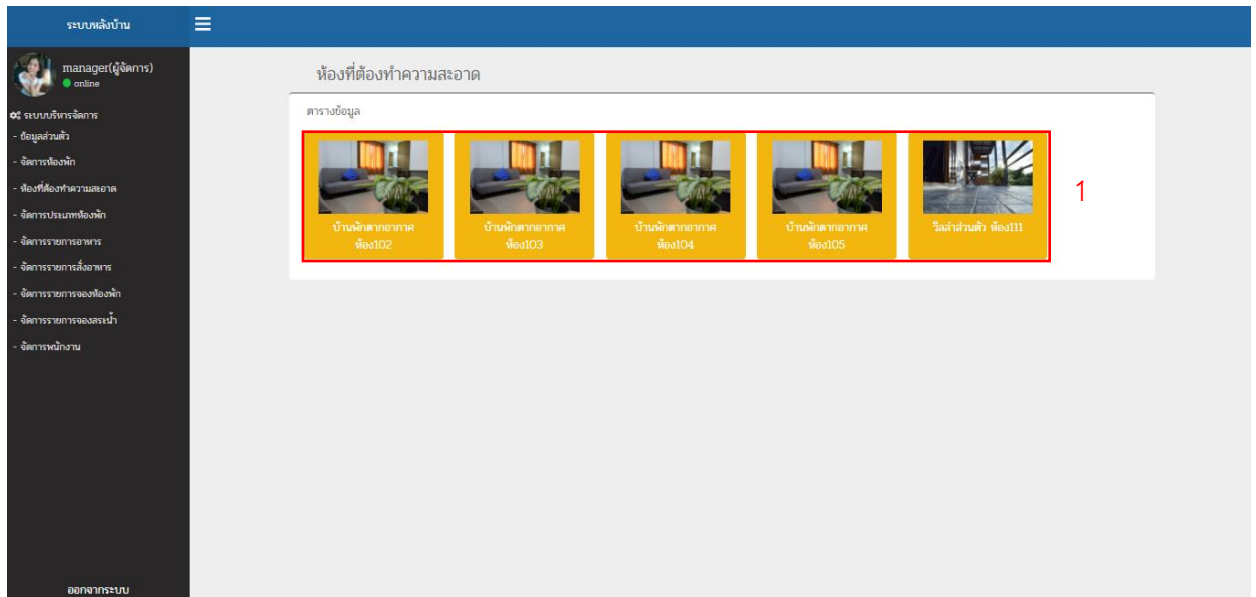 ระบบหลังบ้าน
manager(ผู้จัดการ)
online
ระบบบริหารจัดการ
- ข้อมูลส่วนตัว
- จัดการห้องพัก
- ห้องที่ต้องทำความสะอาด
- จัดการประเภทห้องพัก
- จัดการรายการอาหาร
- จัดการรายการสั่งอาหาร
- จัดการรายการจองห้องพัก
- จัดการรายการจองสระน้ำ
- จัดการพนักงาน
ออกจากระบบ
ห้องที่ต้องทำความสะอาด
ตารางข้อมูล
บ้านพักตากอากาศ
ห้อง102
บ้านพักตากอากาศ
ห้อง103
บ้านพักตากอากาศ
ห้อง104
บ้านพักตากอากาศ
ห้อง105
วิลล่าส่วนตัว ห้อง111
1